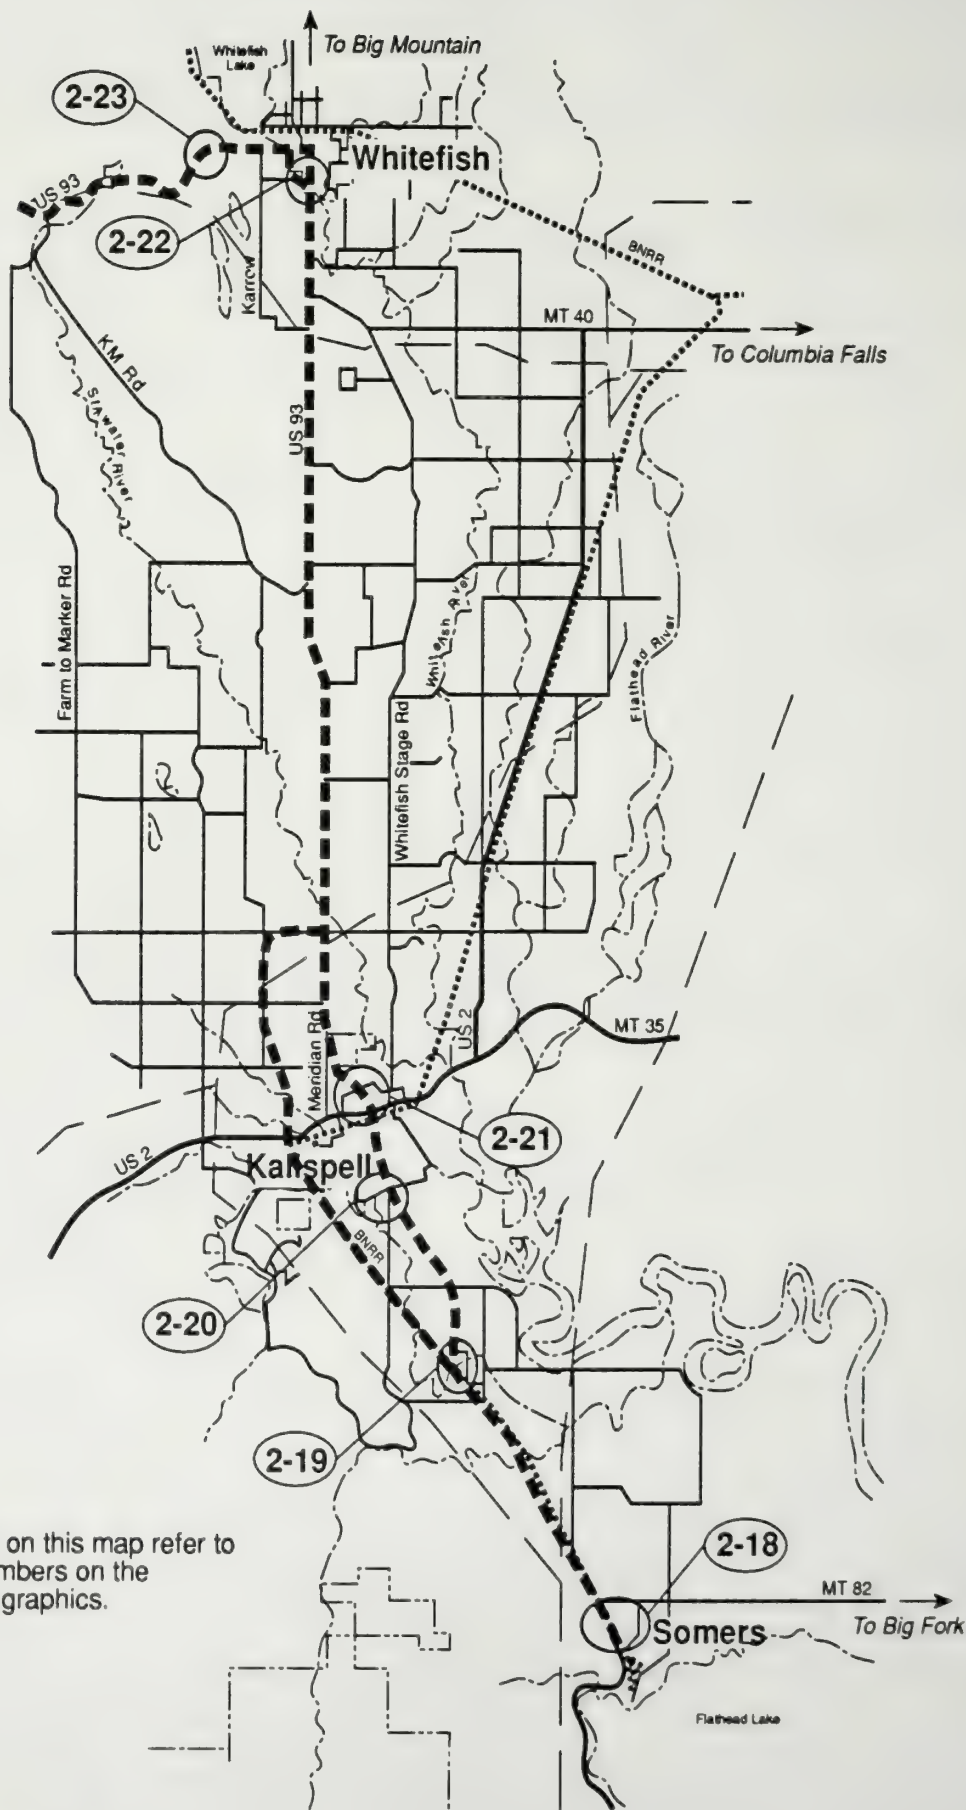 To Big Mountain
Whitefish
Lake
2-23
Whitefish
US 93
2-22
BNRR
Karrow
MT 40
To Columbia Falls
KM Rd
US 93
Stillwater
River
Farm to Marker Rd
Whitefish River
Flathead River
Whitefish Stage Rd
MT 35
US 2
Meridian Rd
2-21
US 2
Kalispell
BNRR
2-20
2-19
on this map refer to
mbers on the
graphics.
2-18
MT 82
To Big Fork
Somers
Flathead Lake